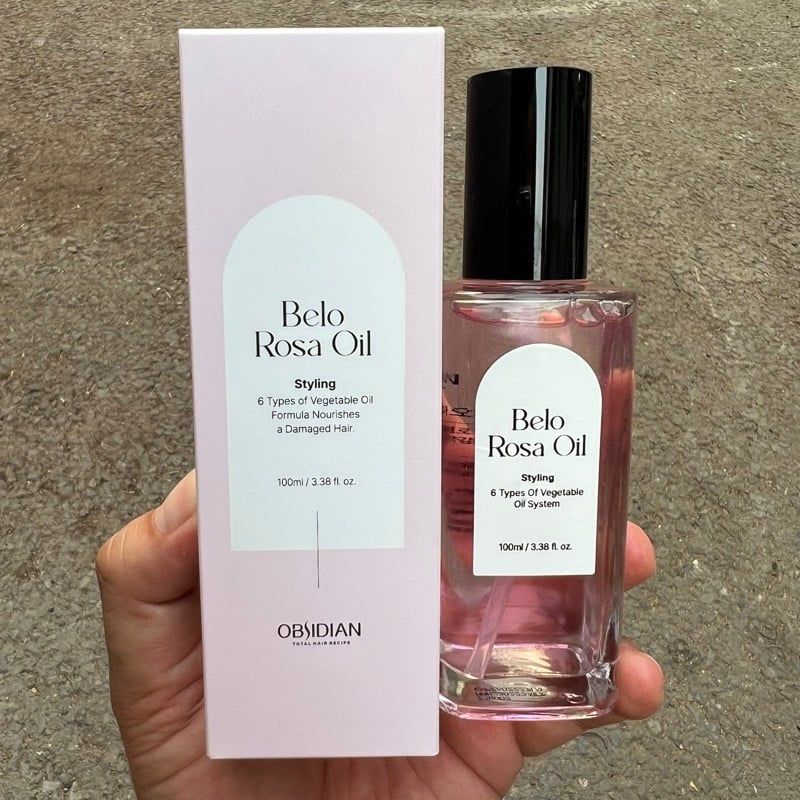 Belo
Rosa Oil
Styling
6 Types of Vegetable Oil
Formula Nourishes
a Damaged Hair.
100ml / 3.38 fl. oz.
OBSIDIAN
TOTAL HAIR RECIPE
Belo
Rosa Oil
Styling
6 Types Of Vegetable
Oil System
100ml / 3.38 fl. oz.